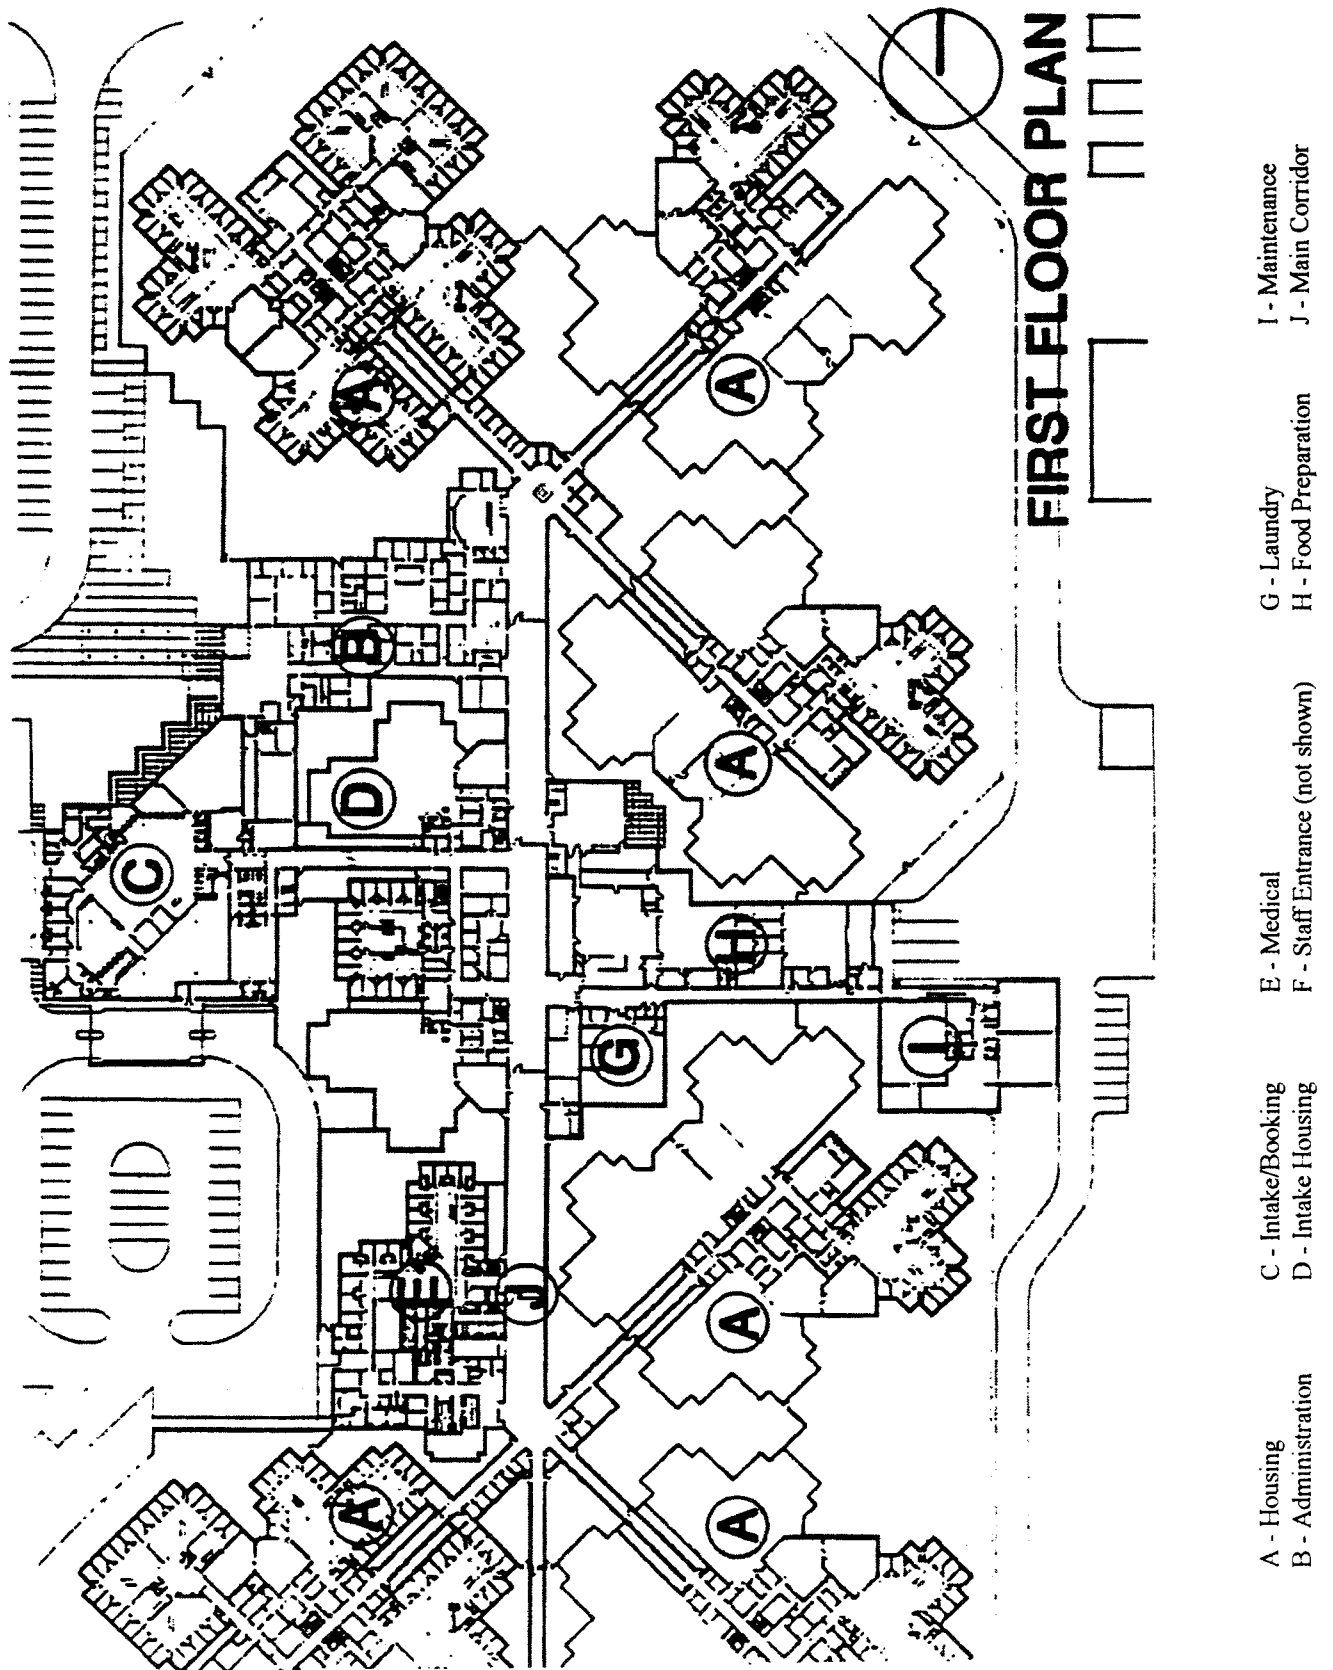 FIRST FLOOR PLAN
A
A
A
A
A
A
B
C
D
E
G
H
I
J
A - Housing
B - Administration
C - Intake/Booking
D - Intake Housing
E - Medical
F - Staff Entrance (not shown)
G - Laundry
H - Food Preparation
I - Maintenance
J - Main Corridor